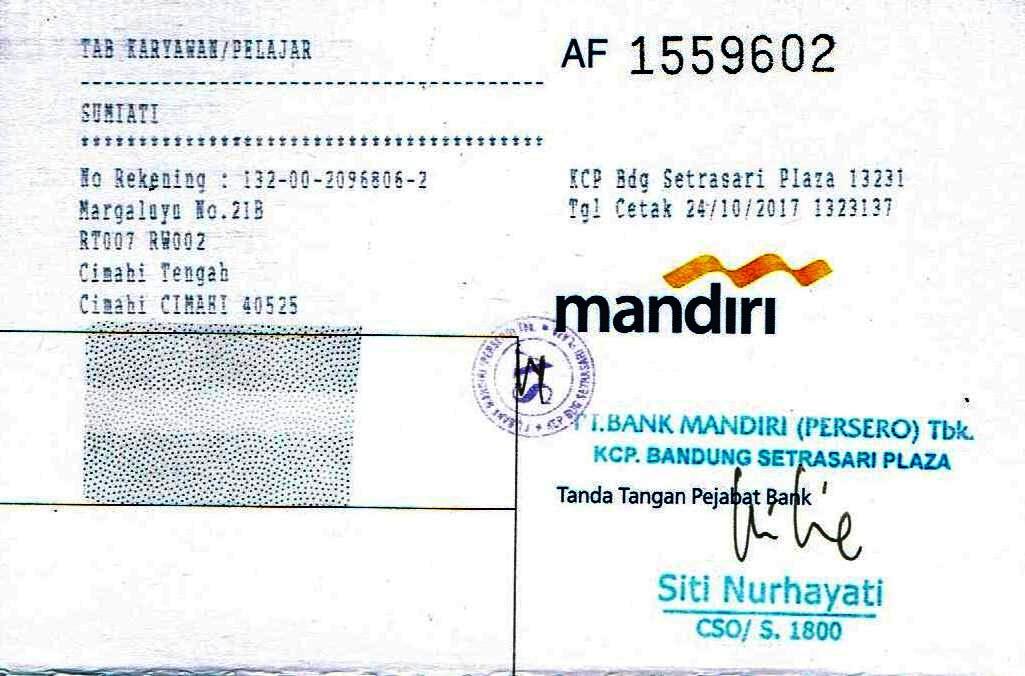 TAB KARYAWAN/PELAJAR
AF 1559602
SUMIATI
No Rekening : 132-00-2096806-2
Margaluyu No.21B
RT007 RW002
Cimahi Tengah
Cimahi CIMAHI 40525
KCP Bdg Setrasari Plaza 13231
Tgl Cetak 24/10/2017 1323137
mandiri
PT.BANK MANDIRI (PERSERO) Tbk.
KCP. BANDUNG SETRASARI PLAZA
Tanda Tangan Pejabat Bank
Siti Nurhayati
CSO/ S. 1800